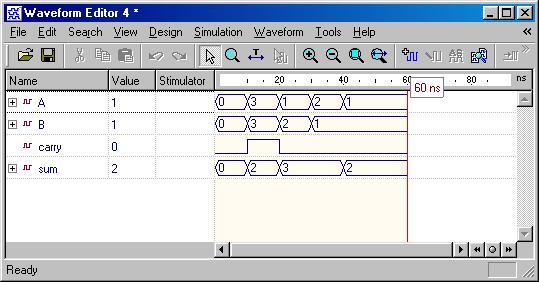 Waveform Editor 4 *
File Edit Search View Design Simulation Waveform Tools Help
Name Value Stimulator 20 40 60 80 ns
60 ns
A 1 0 3 1 2 1
B 1 0 3 2 1
carry 0
sum 2 0 2 3 2
Ready